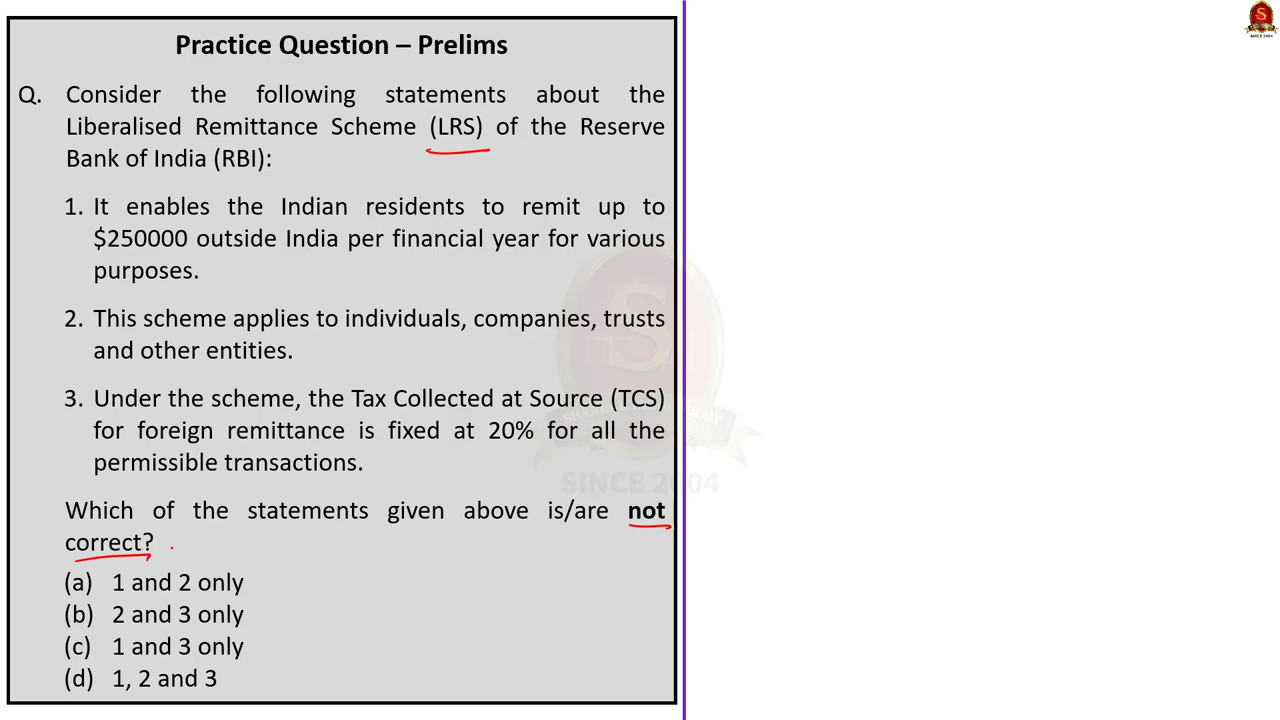 Practice Question – Prelims
Q. Consider the following statements about the
Liberalised Remittance Scheme (LRS) of the Reserve
Bank of India (RBI):
1. It enables the Indian residents to remit up to
$250000 outside India per financial year for various
purposes.
2. This scheme applies to individuals, companies, trusts
and other entities.
3. Under the scheme, the Tax Collected at Source (TCS)
for foreign remittance is fixed at 20% for all the
permissible transactions.
Which of the statements given above is/are not
correct?
(a) 1 and 2 only
(b) 2 and 3 only
(c) 1 and 3 only
(d) 1, 2 and 3
S
SINCE 2004
S
SINCE 2004